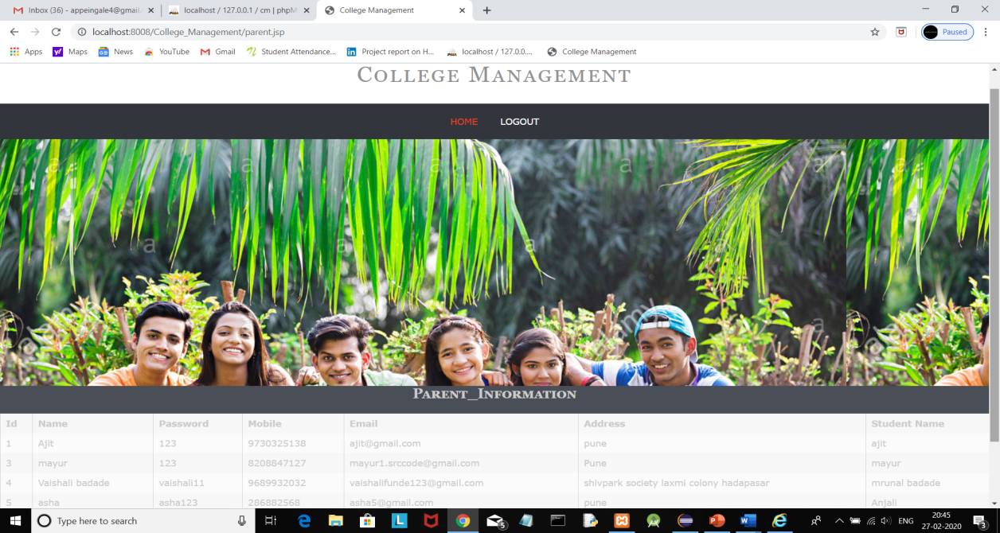 Inbox (36) - appeingale4@gmail.
localhost / 127.0.0.1 / cm | phpM
College Management
localhost:8008/College_Management/parent.jsp
Paused
Apps Maps News YouTube Gmail Student Attendance... Project report on H... localhost / 127.0.0.... College Management
College Management
HOME LOGOUT
a a a a a
a a a a
Parent_Information
Id Name Password Mobile Email Address Student Name
1 Ajit 123 9730325138 ajit@gmail.com pune ajit
3 mayur 123 8208847127 mayur1.srccode@gmail.com Pune mayur
4 Vaishali badade vaishali11 9689932032 vaishalifunde123@gmail.com shivpark society laxmi colony hadapasar mrunal badade
5 asha asha123 286882568 asha5@gmail.com pune Anjali
Type here to search
5
ENG
20:45
27-02-2020
3